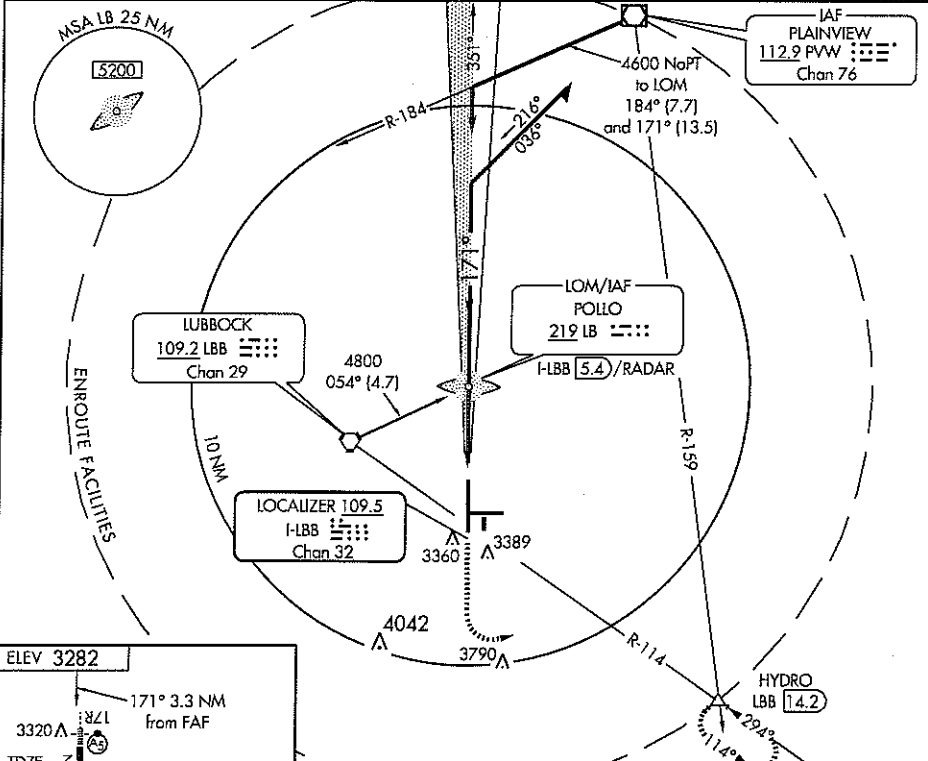 MSA LB 25 NM
5200
IAF
PLAINVIEW
112.9 PVW
Chan 76
351°
4600 NoPT
to LOM
184° (7.7)
and 171° (13.5)
R-184
216°
036°
171°
LOM/IAF
POLLO
219 LB
I-LBB 5.4/RADAR
LUBBOCK
109.2 LBB
Chan 29
4800
054° (4.7)
ENROUTE FACILITIES
10 NM
R-159
LOCALIZER 109.5
I-LBB
Chan 32
3360
3389
4042
3790
R-114
HYDRO
LBB 14.2
294°
114°
ELEV 3282
171° 3.3 NM
from FAF
17R
3320
A5